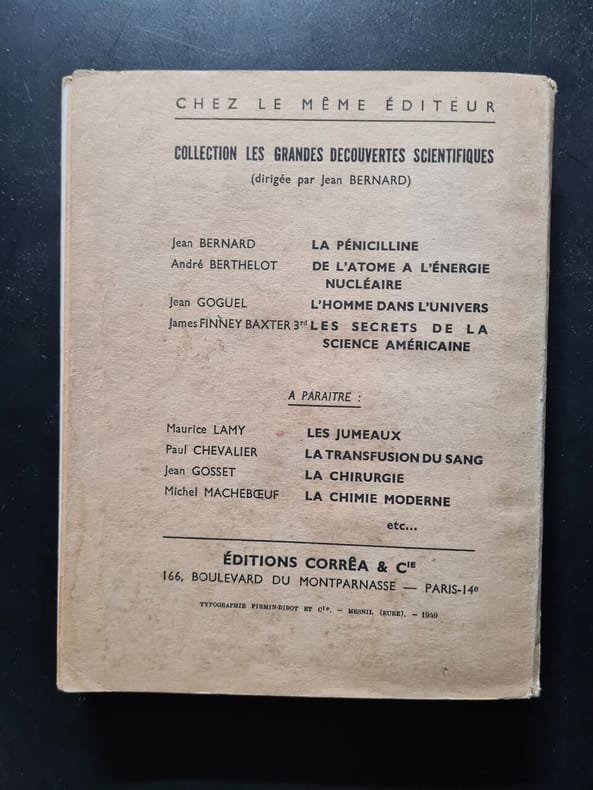 CHEZ LE MÊME ÉDITEUR
COLLECTION LES GRANDES DECOUVERTES SCIENTIFIQUES
(dirigée par Jean BERNARD)
Jean BERNARD LA PÉNICILLINE
André BERTHELOT DE L'ATOME A L'ÉNERGIE
NUCLÉAIRE
Jean GOGUEL L'HOMME DANS L'UNIVERS
James FINNEY BAXTER 3rd LES SECRETS DE LA
SCIENCE AMÉRICAINE
A PARAITRE :
Maurice LAMY LES JUMEAUX
Paul CHEVALIER LA TRANSFUSION DU SANG
Jean GOSSET LA CHIRURGIE
Michel MACHEBŒUF LA CHIMIE MODERNE
etc...
ÉDITIONS CORRÊA & CIE
166, BOULEVARD DU MONTPARNASSE — PARIS-14e
TYPOGRAPHIE FIRMIN-DIDOT ET Cie. – MESNIL (EURE). – 1949